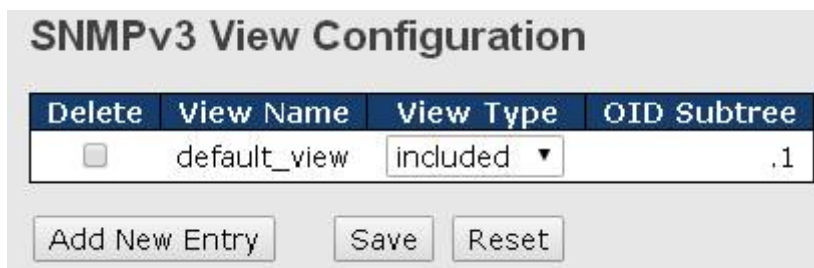 SNMPv3 View Configuration
Delete View Name View Type OID Subtree
default_view included .1
Add New Entry Save Reset